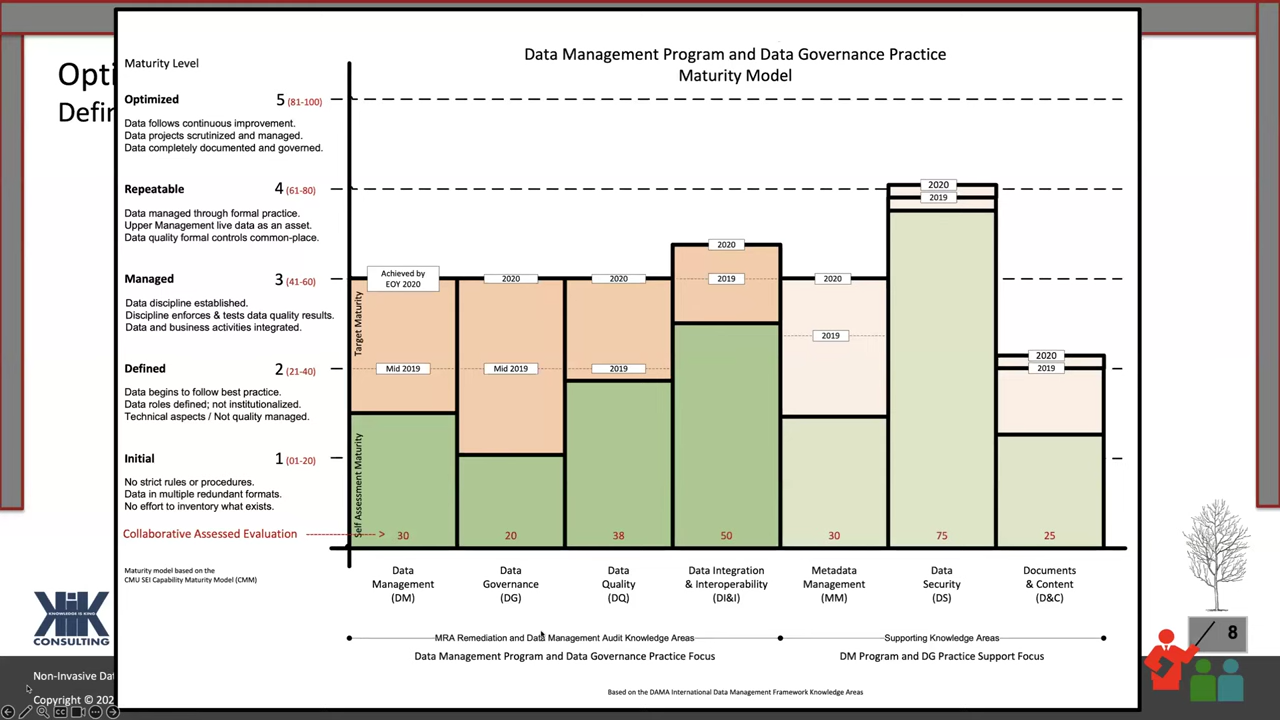 Opti
Defin
Data Management Program and Data Governance Practice
Maturity Model
Maturity Level
Optimized 5 (81-100)
Data follows continuous improvement.
Data projects scrutinized and managed.
Data completely documented and governed.
Repeatable 4 (61-80)
Data managed through formal practice.
Upper Management live data as an asset.
Data quality formal controls common-place.
Managed 3 (41-60)
Data discipline established.
Discipline enforces & tests data quality results.
Data and business activities integrated.
Defined 2 (21-40)
Data begins to follow best practice.
Data roles defined; not institutionalized.
Technical aspects / Not quality managed.
Initial 1 (01-20)
No strict rules or procedures.
Data in multiple redundant formats.
No effort to inventory what exists.
Collaborative Assessed Evaluation ------> 30 20 38 50 30 75 25
Target Maturity
Self Assessment Maturity
Achieved by
EOY 2020
Mid 2019
2020
Mid 2019
2020
2019
2020
2019
2020
2019
2020
2019
2020
2019
Data
Management
(DM)
Data
Governance
(DG)
Data
Quality
(DQ)
Data Integration
& Interoperability
(DI&I)
Metadata
Management
(MM)
Data
Security
(DS)
Documents
& Content
(D&C)
Maturity model based on the
CMU SEI Capability Maturity Model (CMM)
MRA Remediation and Data Management Audit Knowledge Areas
Data Management Program and Data Governance Practice Focus
Supporting Knowledge Areas
DM Program and DG Practice Support Focus
Based on the DAMA International Data Management Framework Knowledge Areas
KIK
KNOWLEDGE IS KING
CONSULTING
Non-Invasive Dat
Copyright © 202
8
CC